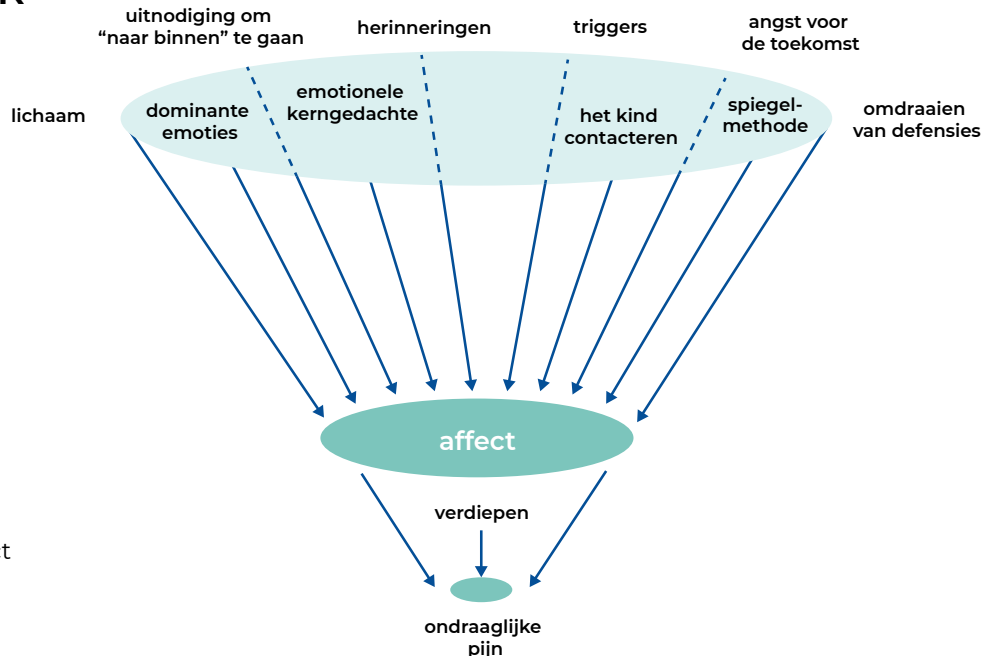 uitnodiging om
“naar binnen” te gaan
herinneringen
triggers
angst voor
de toekomst
lichaam
dominante
emoties
emotionele
kerngedachte
het kind
contacteren
spiegel-
methode
omdraaien
van defensies
affect
verdiepen
ondraaglijke
pijn